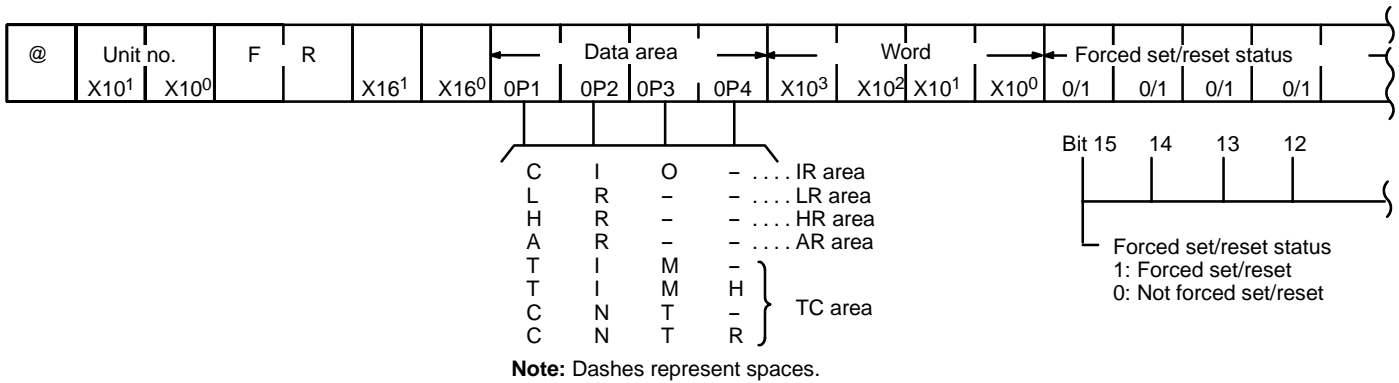 @ Unit no. F R Data area Word Forced set/reset status
X10¹ X10⁰ X16¹ X16⁰ 0P1 0P2 0P3 0P4 X10³ X10² X10¹ X10⁰ 0/1 0/1 0/1 0/1
Bit 15 14 13 12
C I O – . . . . IR area
L R – – . . . . LR area
H R – – . . . . HR area
A R – – . . . . AR area
T I M –
T I M H
C N T –
C N T R
TC area
Forced set/reset status
1: Forced set/reset
0: Not forced set/reset
Note: Dashes represent spaces.